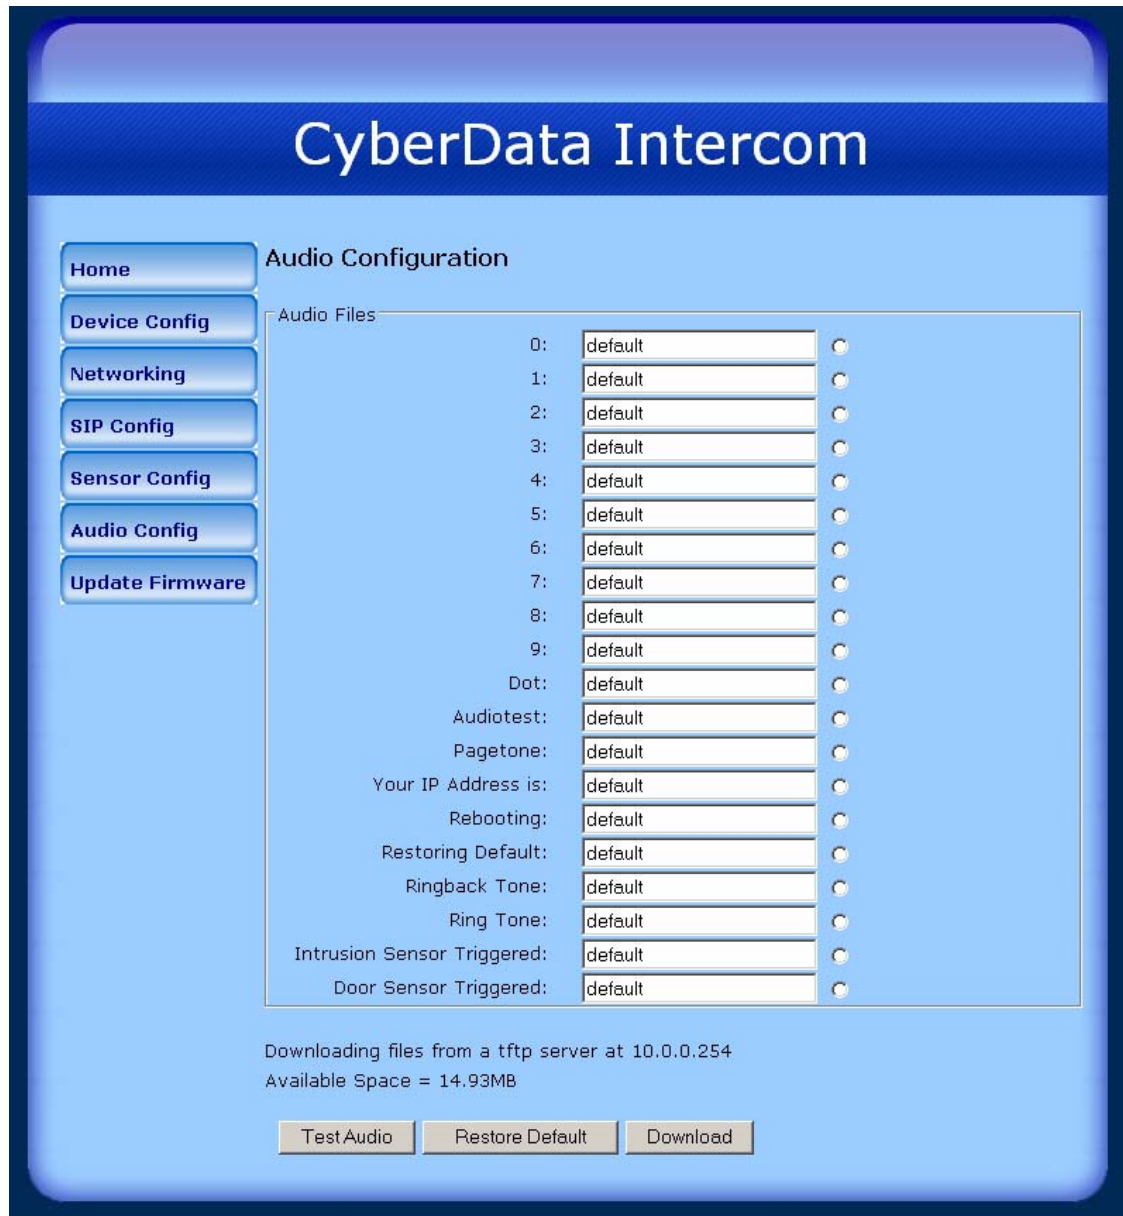 CyberData Intercom
Home
Device Config
Networking
SIP Config
Sensor Config
Audio Config
Update Firmware
Audio Configuration
Audio Files
0: default
1: default
2: default
3: default
4: default
5: default
6: default
7: default
8: default
9: default
Dot: default
Audiotest: default
Pagetone: default
Your IP Address is: default
Rebooting: default
Restoring Default: default
Ringback Tone: default
Ring Tone: default
Intrusion Sensor Triggered: default
Door Sensor Triggered: default
Downloading files from a tftp server at 10.0.0.254
Available Space = 14.93MB
Test Audio Restore Default Download